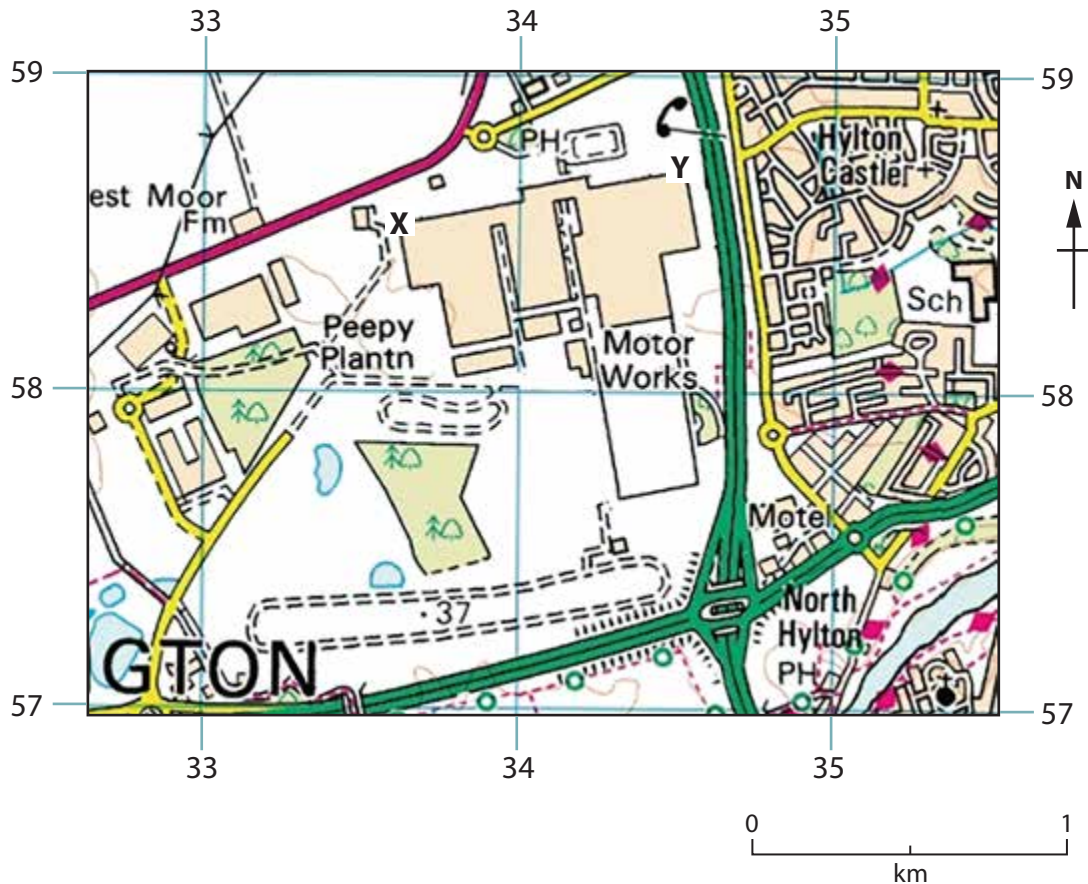 33 34 35
59 59
PH
Hylton
Castle
Y
N
est Moor
Fm
X
Sch
Peepy
Plantn
Motor
Works
58 58
Motel
37
North
Hylton
GTON
PH
57 57
33 34 35
0 1
km